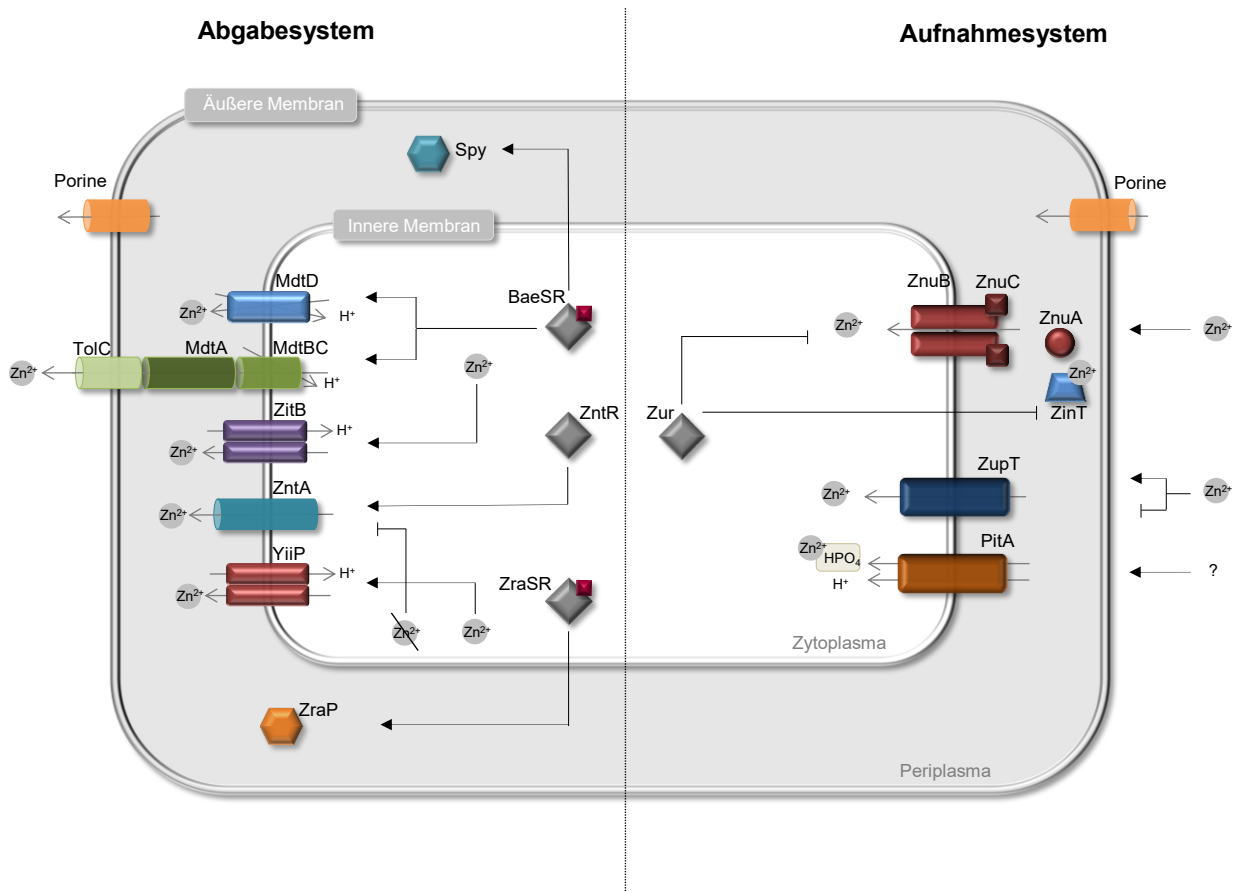 Abgabesystem
Aufnahmesystem
Äußere Membran
Spy
Porine
Porine
Innere Membran
MdtD
Zn²⁺
H⁺
BaeSR
ZnuB
ZnuC
ZnuA
Zn²⁺
Zn²⁺
TolC
MdtA
MdtBC
Zn²⁺
H⁺
Zn²⁺
Zn²⁺
ZinT
ZitB
H⁺
Zn²⁺
ZntR
Zur
ZntA
Zn²⁺
ZupT
Zn²⁺
Zn²⁺
YiiP
H⁺
Zn²⁺
Zn²⁺
Zn²⁺
ZraSR
PitA
Zn²⁺
HPO₄
H⁺
?
Zytoplasma
ZraP
Periplasma